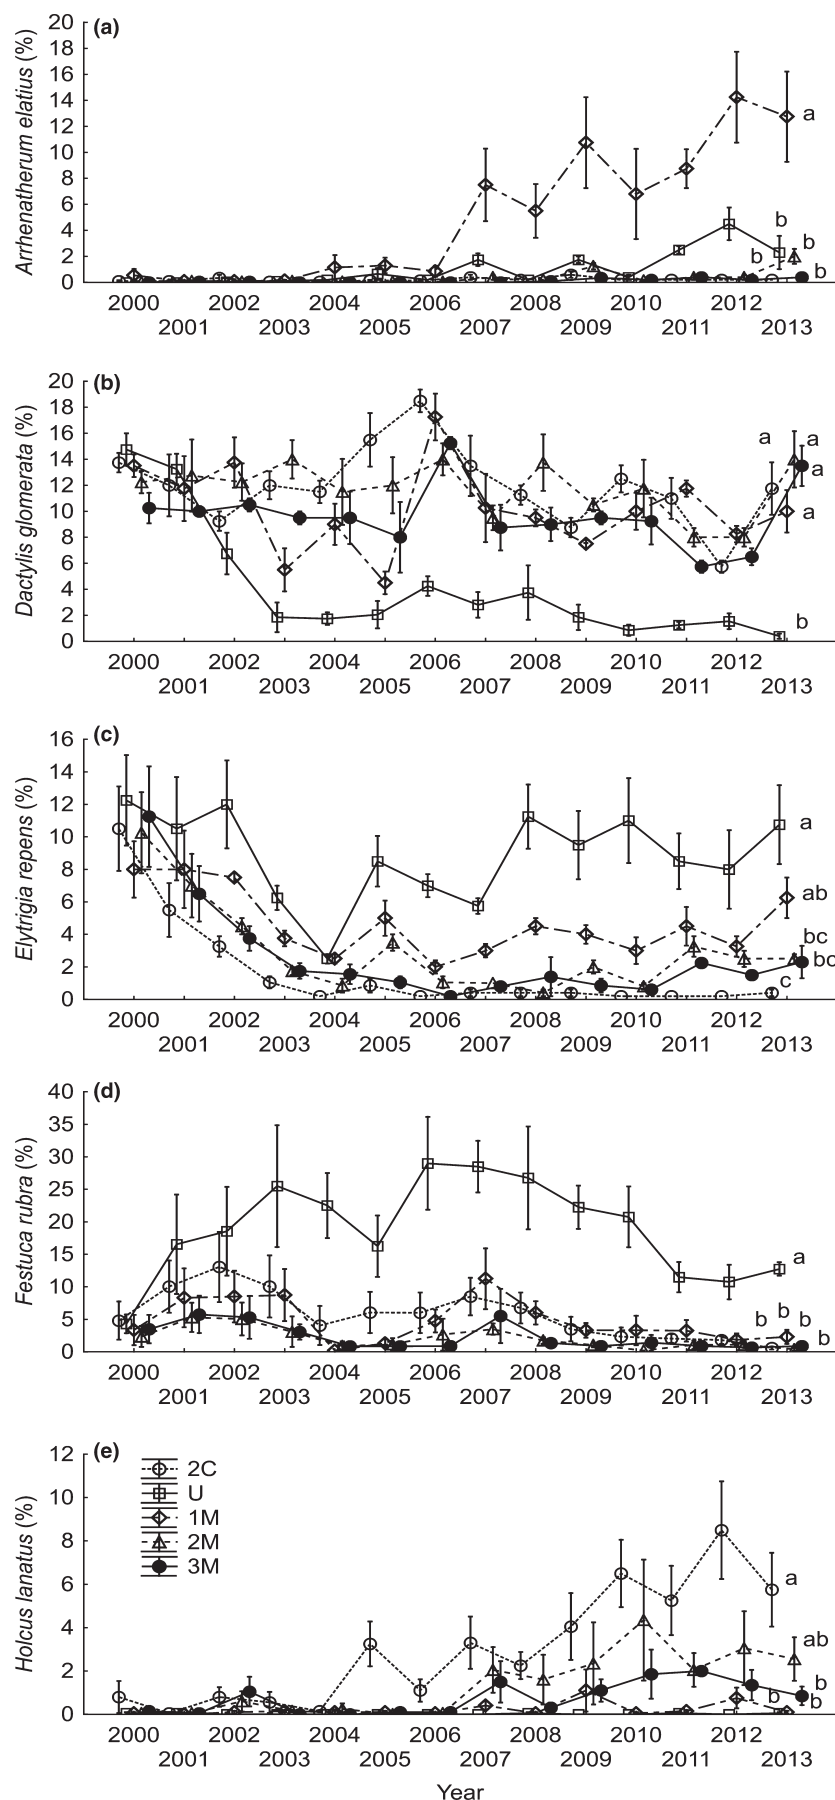 (a)
Arrhenatherum elatius (%)
20
18
16
14
12
10
8
6
4
2
0
a
b
b
b
b
2000 2002 2004 2006 2008 2010 2012
2001 2003 2005 2007 2009 2011 2013
(b)
Dactylis glomerata (%)
20
18
16
14
12
10
8
6
4
2
0
a a
a
a
b
2000 2002 2004 2006 2008 2010 2012
2001 2003 2005 2007 2009 2011 2013
(c)
Elytrigia repens (%)
16
14
12
10
8
6
4
2
0
a
ab
bc
bc
c
2000 2002 2004 2006 2008 2010 2012
2001 2003 2005 2007 2009 2011 2013
(d)
Festuca rubra (%)
40
35
30
25
20
15
10
5
0
a
b b b
b
2000 2002 2004 2006 2008 2010 2012
2001 2003 2005 2007 2009 2011 2013
(e)
Holcus lanatus (%)
12
10
8
6
4
2
0
2C
U
1M
2M
3M
a
ab
b
b b
2000 2002 2004 2006 2008 2010 2012
2001 2003 2005 2007 2009 2011 2013
Year